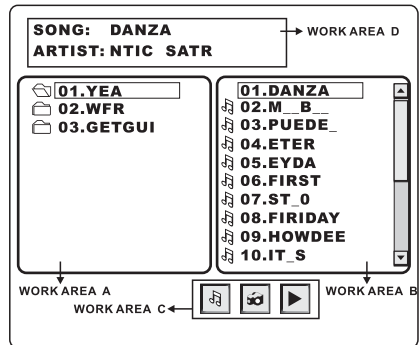 SONG: DANZA
ARTIST: NTIC SATR
WORK AREA D
01.YEA
02.WFR
03.GETGUI
01.DANZA
02.M__B__
03.PUEDE_
04.ETER
05.EYDA
06.FIRST
07.ST_0
08.FIRIDAY
09.HOWDEE
10.IT_S
WORK AREA A
WORK AREA B
WORK AREA C